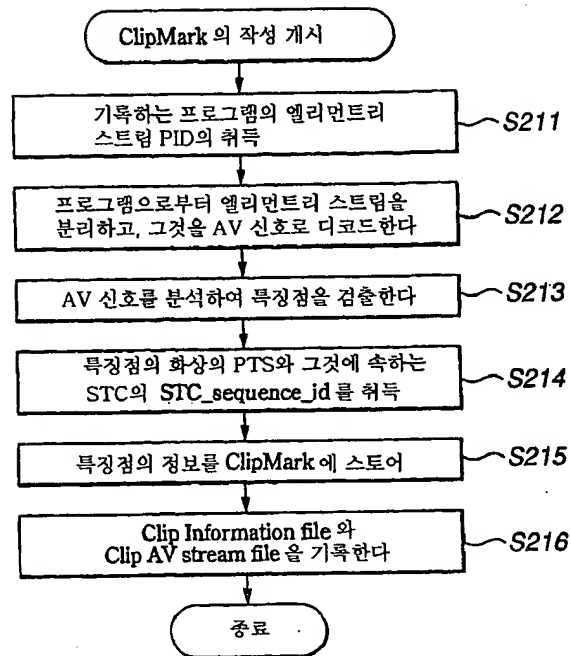 ClipMark 의 작성 개시
기록하는 프로그램의 엘리먼트리
스트림 PID의 취득
S211
프로그램으로부터 엘리먼트리 스트림을
분리하고, 그것을 AV 신호로 디코드한다
S212
AV 신호를 분석하여 특징점을 검출한다
S213
특징점의 화상의 PTS와 그것에 속하는
STC의 STC_sequence_id 를 취득
S214
특징점의 정보를 ClipMark 에 스토어
S215
Clip Information file 와
Clip AV stream file 을 기록한다
S216
종료